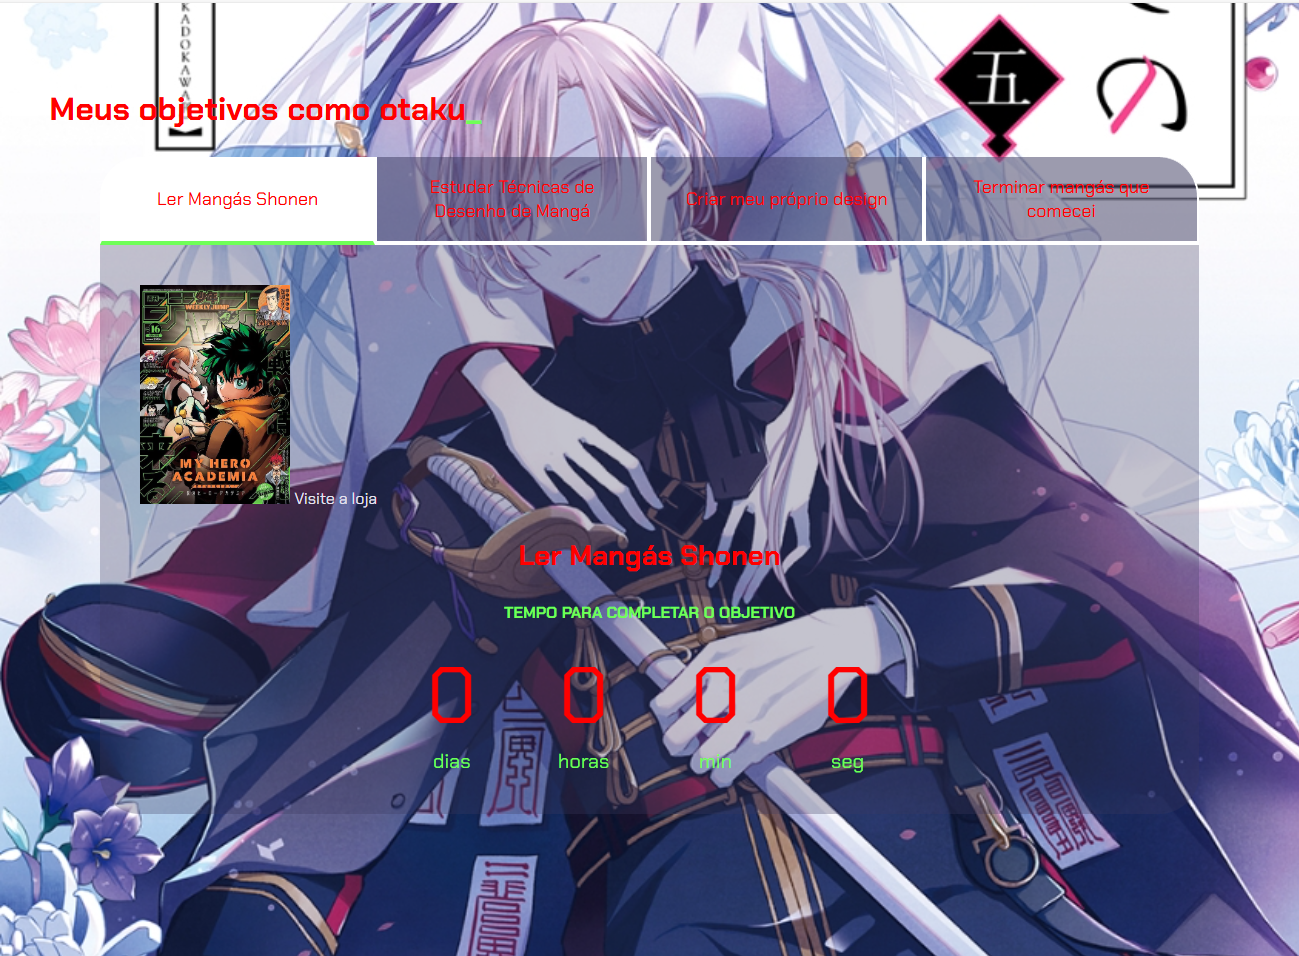 KADOKAWA
五
の
Meus objetivos como otaku_
Ler Mangás Shonen
Estudar Técnicas de
Desenho de Mangá
Criar meu próprio design
Terminar mangás que
comecei
WEEKLY JUMP
16
MY HERO
ACADEMIA
Visite a loja
Ler Mangás Shonen
TEMPO PARA COMPLETAR O OBJETIVO
0 0 0 0
dias horas min seg